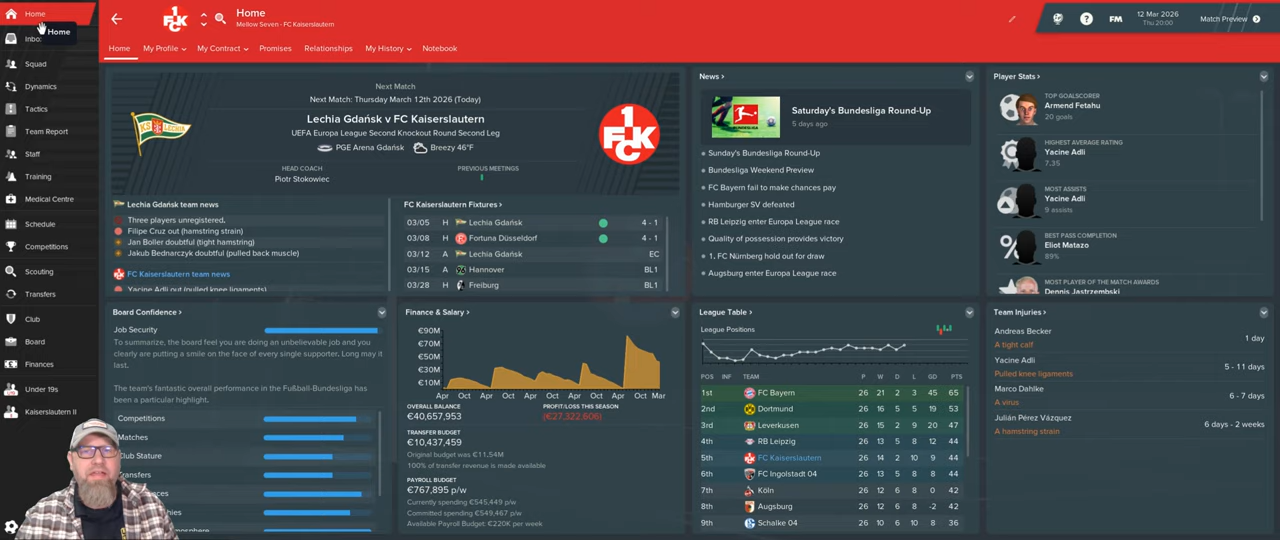 Home
Inbo
Home
Squad
Dynamics
Tactics
Team Report
Staff
Training
Medical Centre
Schedule
Competitions
Scouting
Transfers
Club
Board
Finances
Under 19s
Kaiserslautern II
1 FCK
Home
Mellow Seven - FC Kaiserslautern
? FM 12 Mar 2026
Thu 20:00
Match Preview
Home My Profile My Contract Promises Relationships My History Notebook
Next Match
Next Match: Thursday March 12th 2026 (Today)
Lechia Gdańsk v FC Kaiserslautern
UEFA Europa League Second Knockout Round Second Leg
PGE Arena Gdańsk Breezy 46°F
HEAD COACH
Piotr Stokowiec
PREVIOUS MEETINGS
KS LECHIA
1 FCK
Lechia Gdańsk team news
Three players unregistered.
Filipe Cruz out (hamstring strain)
Jan Boller doubtful (tight hamstring)
Jakub Bednarczyk doubtful (pulled back muscle)
FC Kaiserslautern team news
Yacine Adli out (pulled knee ligaments)
FC Kaiserslautern Fixtures >
03/05 H Lechia Gdańsk 4 - 1
03/08 H Fortuna Düsseldorf 4 - 1
03/12 A Lechia Gdańsk EC
03/15 A Hannover BL1
03/28 H Freiburg BL1
News >
BUNDESLIGA
Saturday's Bundesliga Round-Up
5 days ago
Sunday's Bundesliga Round-Up
Bundesliga Weekend Preview
FC Bayern fail to make chances pay
Hamburger SV defeated
RB Leipzig enter Europa League race
Quality of possession provides victory
1. FC Nürnberg hold out for draw
Augsburg enter Europa League race
Player Stats >
TOP GOALSCORER
Armend Fetahu
20 goals
HIGHEST AVERAGE RATING
Yacine Adli
7.35
MOST ASSISTS
Yacine Adli
9 assists
BEST PASS COMPLETION
Eliot Matazo
89%
MOST PLAYER OF THE MATCH AWARDS
Dennis Jastrzembski
Board Confidence >
Job Security
To summarize, the board feel you are doing an unbelievable job and you
clearly are putting a smile on the face of every single supporter. Long may it
last.
The team's fantastic overall performance in the Fußball-Bundesliga has
been a particular highlight.
Competitions
Matches
Club Stature
Transfers
Finance & Salary >
€90M
€70M
€50M
€30M
€10M
Apr Oct Apr Oct Apr Oct Apr Oct Mar
OVERALL BALANCE
€40,657,953
PROFIT/LOSS THIS SEASON
(€27,322,606)
TRANSFER BUDGET
€10,437,459
Original budget was €11,54M
100% of transfer revenue is made available
PAYROLL BUDGET
€767,895 p/w
Currently spending €545,449 p/w
Committed spending €549,467 p/w
Available Payroll Budget: €220K per week
League Table >
League Positions
POS INF TEAM P W D L GD PTS
1st FC Bayern 26 21 2 3 45 65
2nd Dortmund 26 16 5 5 19 53
3rd Leverkusen 26 15 2 9 20 47
4th RB Leipzig 26 13 5 8 12 44
5th FC Kaiserslautern 26 14 2 10 9 44
6th FC Ingolstadt 04 26 13 5 8 8 44
7th Köln 26 12 6 8 0 42
8th Augsburg 26 12 6 8 -2 42
9th Schalke 04 26 10 6 10 8 36
Team Injuries >
Andreas Becker
A tight calf
1 day
Yacine Adli
Pulled knee ligaments
5 - 11 days
Marco Dahlke
A virus
6 - 7 days
Julián Pérez Vázquez
A hamstring strain
6 days - 2 weeks